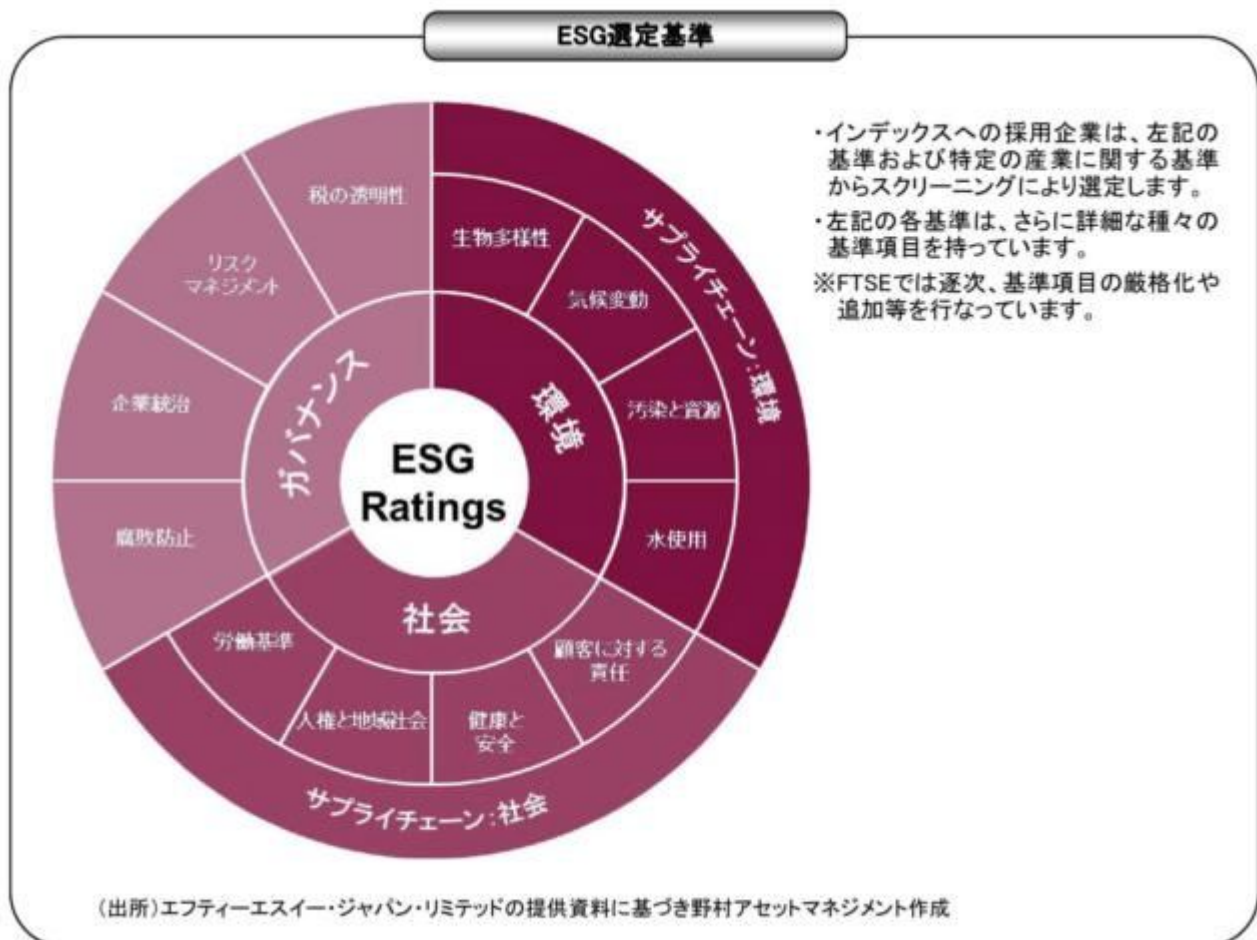 ESG選定基準
税の透明性
リスク
マネジメント
企業統治
腐敗防止
ガバナンス
生物多様性
気候変動
汚染と資源
水使用
環境
サプライチェーン:環境
ESG
Ratings
社会
労働基準
人権と地域社会
健康と
安全
顧客に対する
責任
サプライチェーン:社会
・インデックスへの採用企業は、左記の
基準および特定の産業に関する基準
からスクリーニングにより選定します。
・左記の各基準は、さらに詳細な種々の
基準項目を持っています。
※FTSEでは逐次、基準項目の厳格化や
追加等を行なっています。
(出所)エフティーエスイー・ジャパン・リミテッドの提供資料に基づき野村アセットマネジメント作成